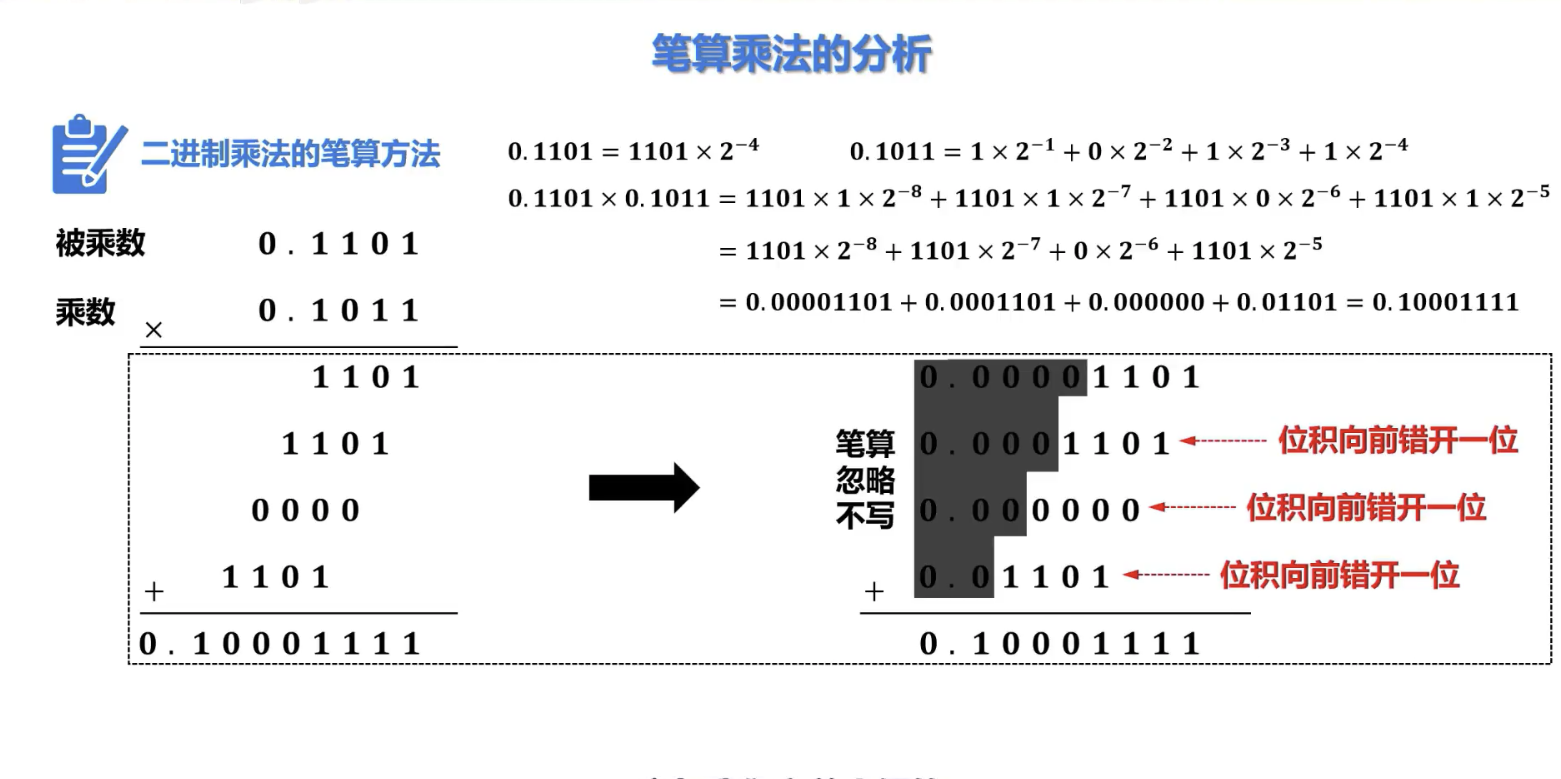 笔算乘法的分析
二进制乘法的笔算方法
0.1101 = 1101 × 2⁻⁴
0.1011 = 1 × 2⁻¹ + 0 × 2⁻² + 1 × 2⁻³ + 1 × 2⁻⁴
0.1101 × 0.1011 = 1101 × 1 × 2⁻⁸ + 1101 × 1 × 2⁻⁷ + 1101 × 0 × 2⁻⁶ + 1101 × 1 × 2⁻⁵
= 1101 × 2⁻⁸ + 1101 × 2⁻⁷ + 0 × 2⁻⁶ + 1101 × 2⁻⁵
= 0.00001101 + 0.0001101 + 0.000000 + 0.01101 = 0.10001111
被乘数 0.1101
乘数 × 0.1011
1101
1101
0000
+ 1101
0.10001111
笔算
忽略
不写
0.00001101
0.0001101 位积向前错开一位
0.000000 位积向前错开一位
+ 0.01101 位积向前错开一位
0.10001111